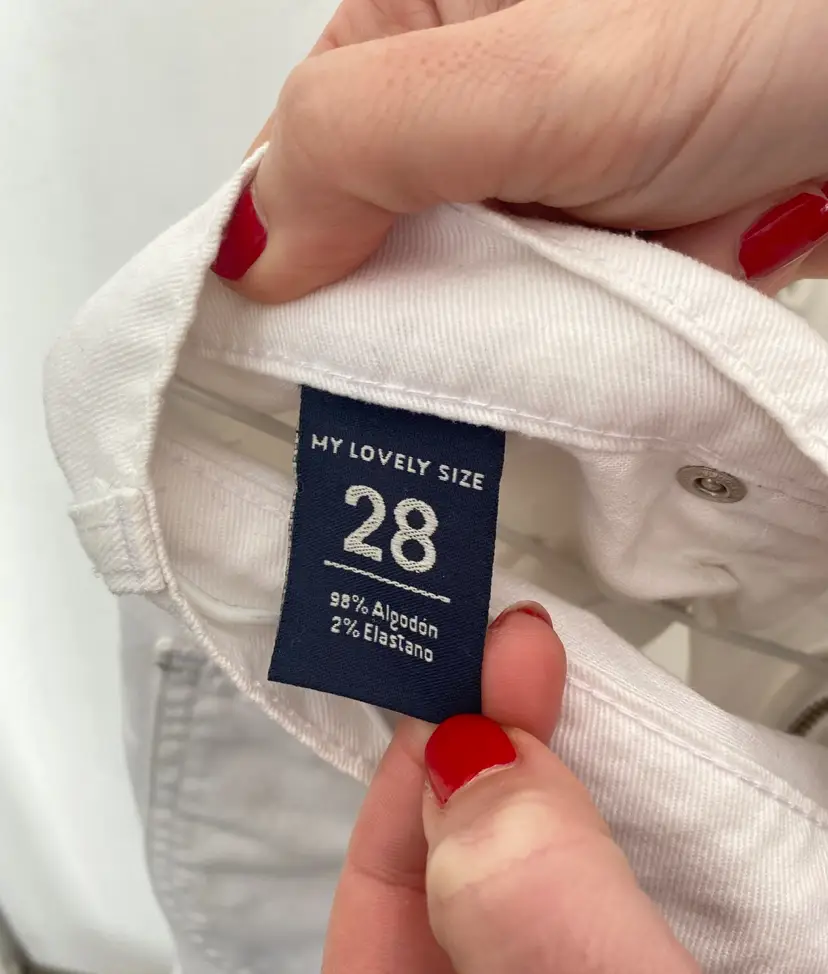 MY LOVELY SIZE
28
98% Algodón
2% Elastano